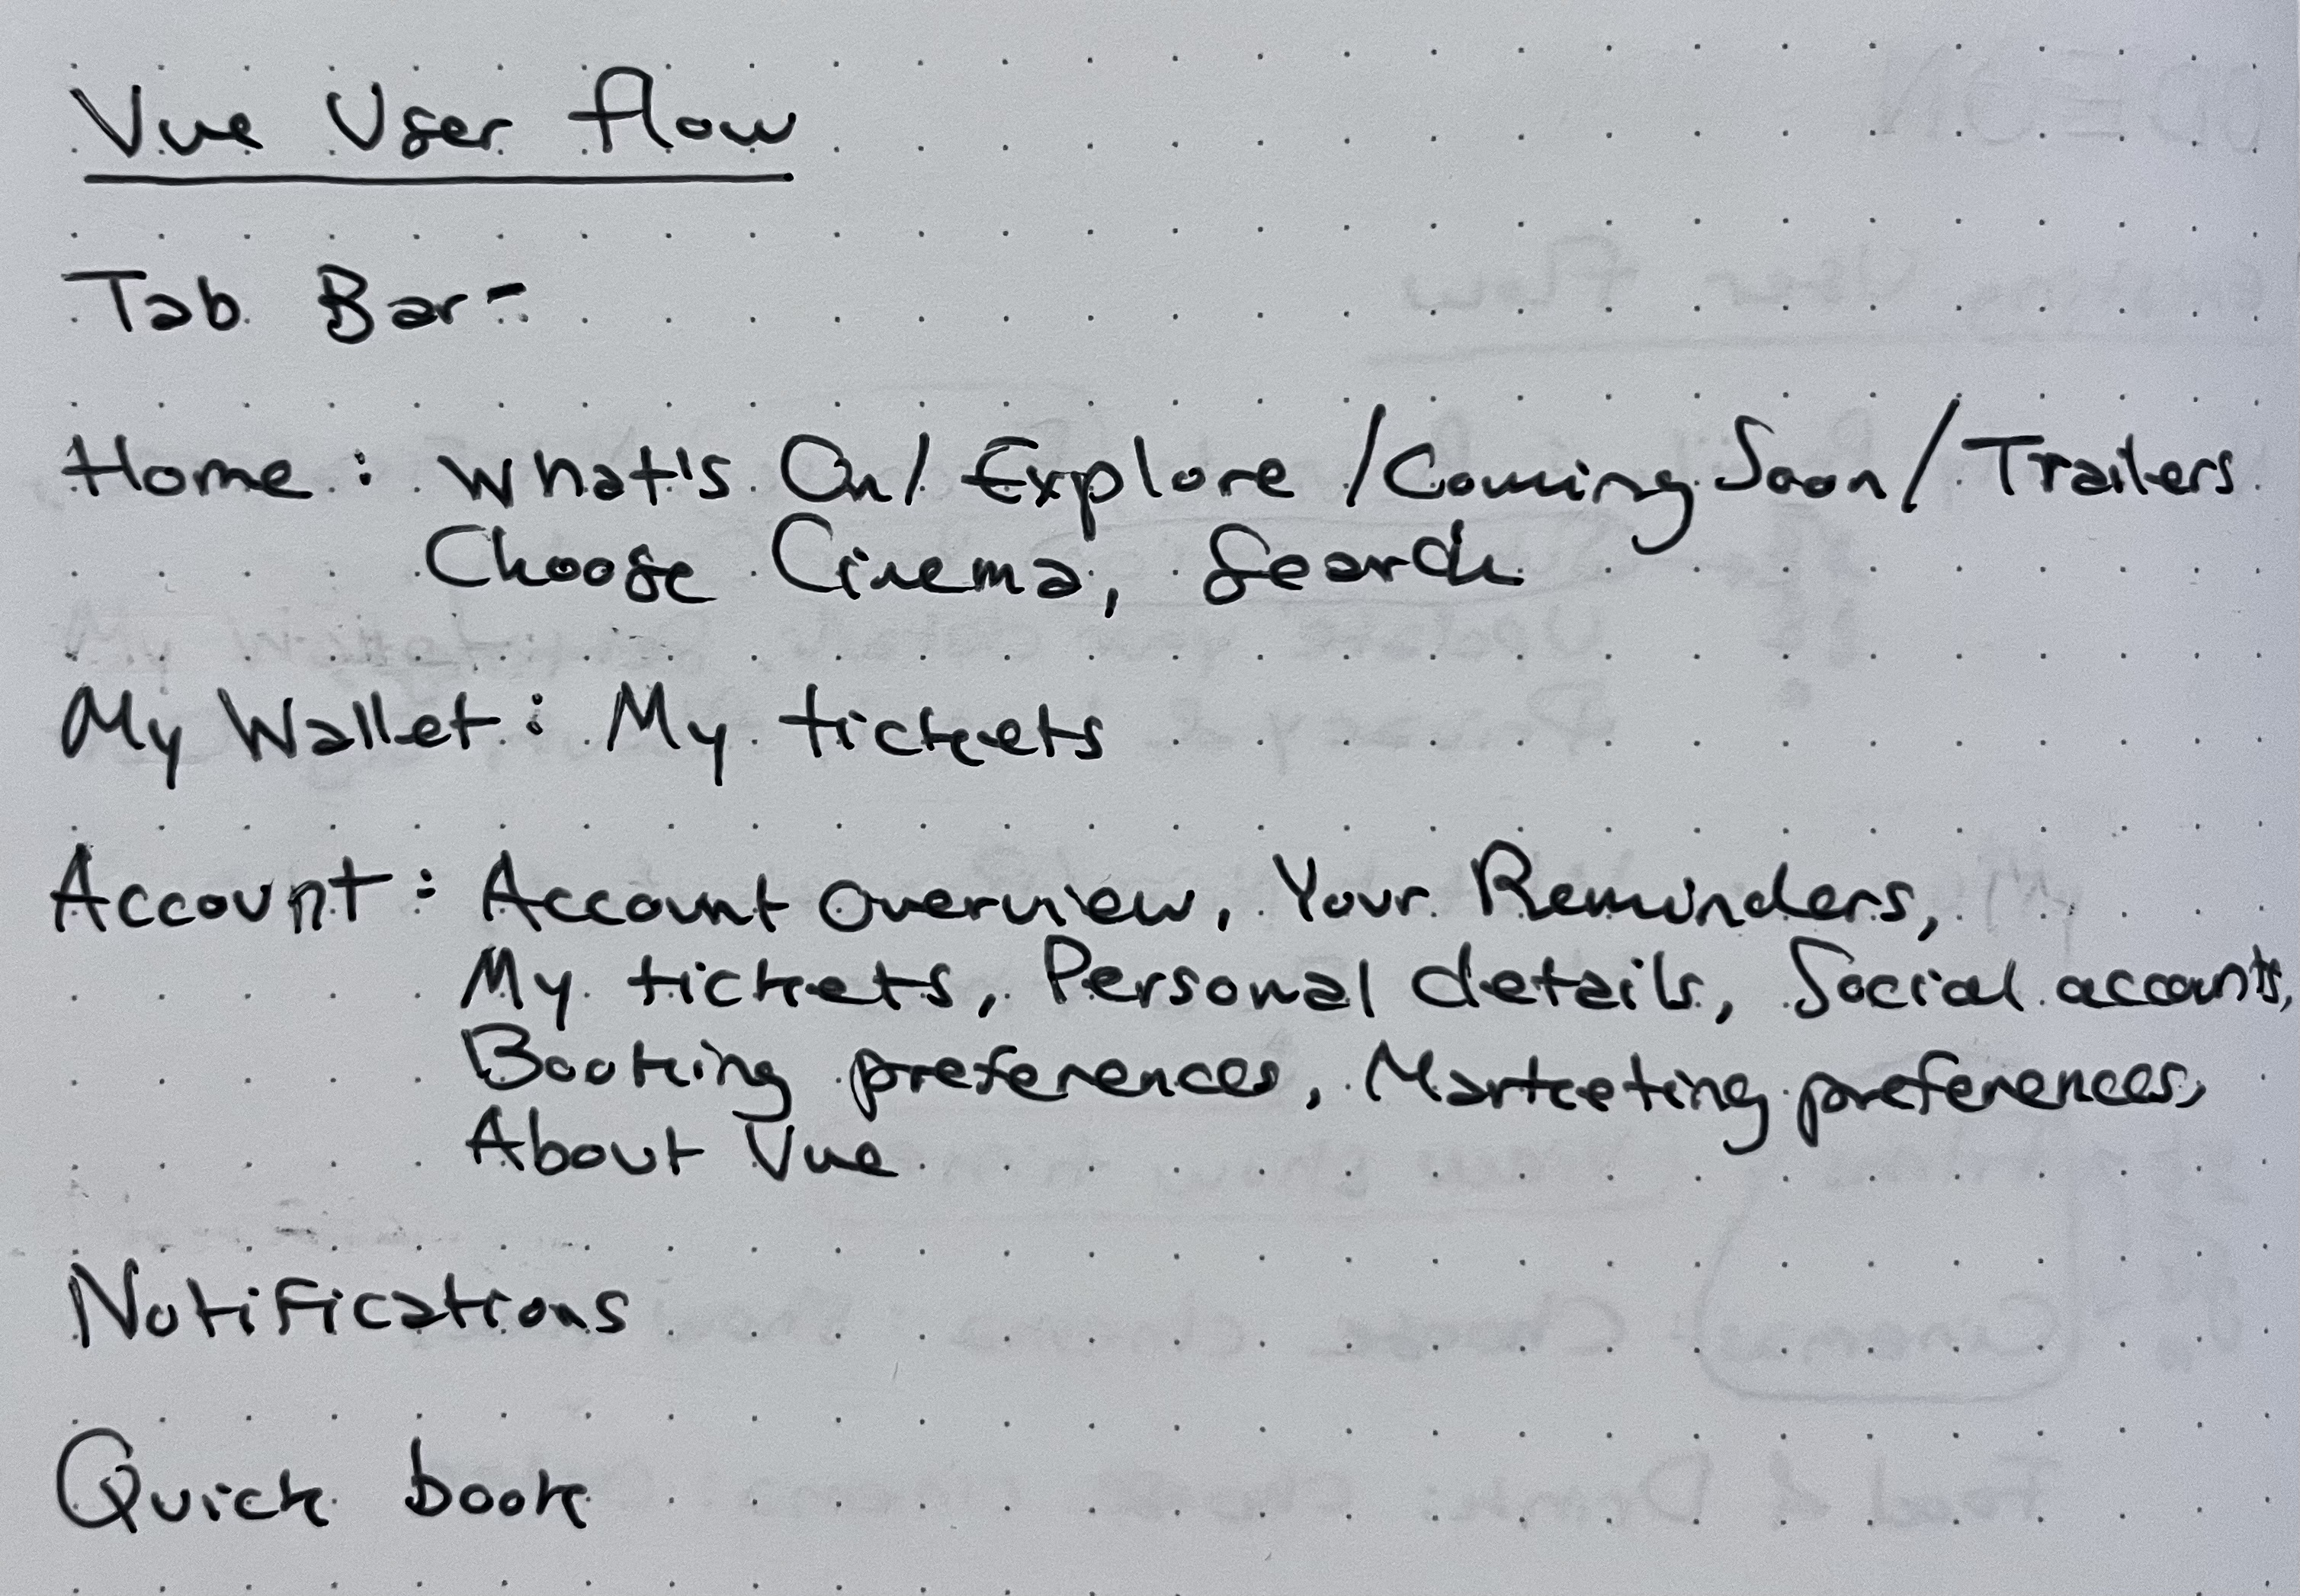 Vue User flow
Tab Bar:-
Home: What's On/ Explore /Coming Soon/ Trailers
Choose Cinema, Search
My Wallet: My tickets
Account: Account Overview, Your Reminders,
My tickets, Personal details, Social accounts,
Booking preferences, Marketing preferences,
About Vue
Notifications
Quick book